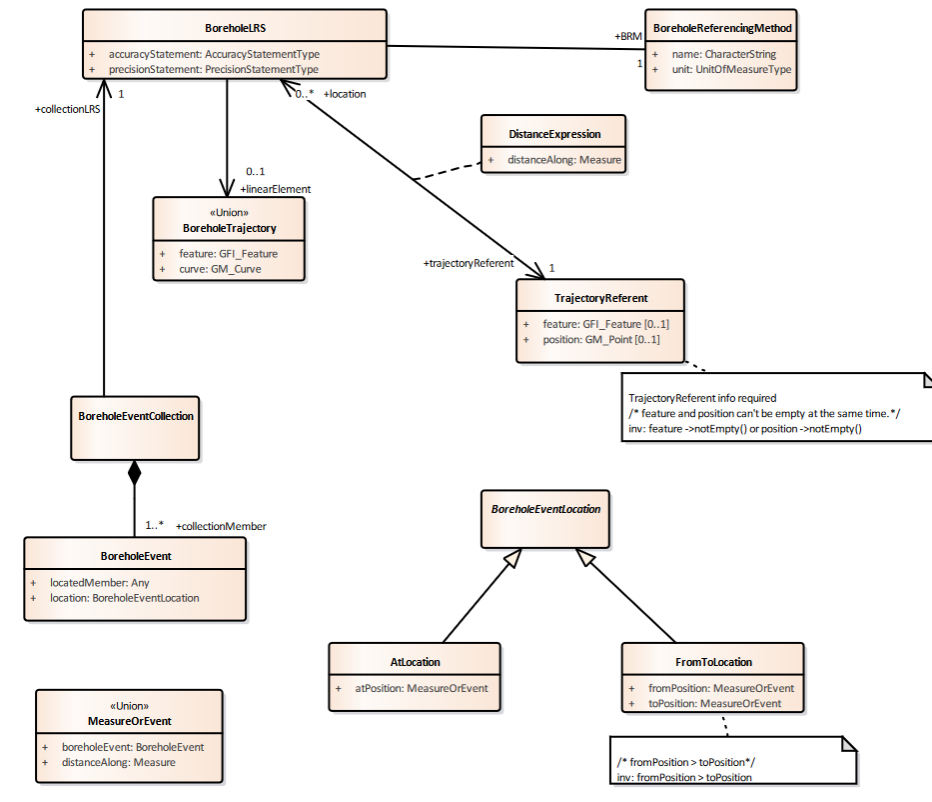 BoreholeLRS
+ accuracyStatement: AccuracyStatementType
+ precisionStatement: PrecisionStatementType
+BRM
1
BoreholeReferencingMethod
+ name: CharacterString
+ unit: UnitOfMeasureType
1
+collectionLRS
0..* +location
DistanceExpression
+ distanceAlong: Measure
0..1
+linearElement
«Union»
BoreholeTrajectory
+ feature: GFI_Feature
+ curve: GM_Curve
+trajectoryReferent
1
TrajectoryReferent
+ feature: GFI_Feature [0..1]
+ position: GM_Point [0..1]
TrajectoryReferent info required
/* feature and position can't be empty at the same time.*/
inv: feature ->notEmpty() or position ->notEmpty()
BoreholeEventCollection
1..* +collectionMember
BoreholeEvent
+ locatedMember: Any
+ location: BoreholeEventLocation
BoreholeEventLocation
AtLocation
+ atPosition: MeasureOrEvent
FromToLocation
+ fromPosition: MeasureOrEvent
+ toPosition: MeasureOrEvent
«Union»
MeasureOrEvent
+ boreholeEvent: BoreholeEvent
+ distanceAlong: Measure
/* fromPosition > toPosition*/
inv: fromPosition > toPosition